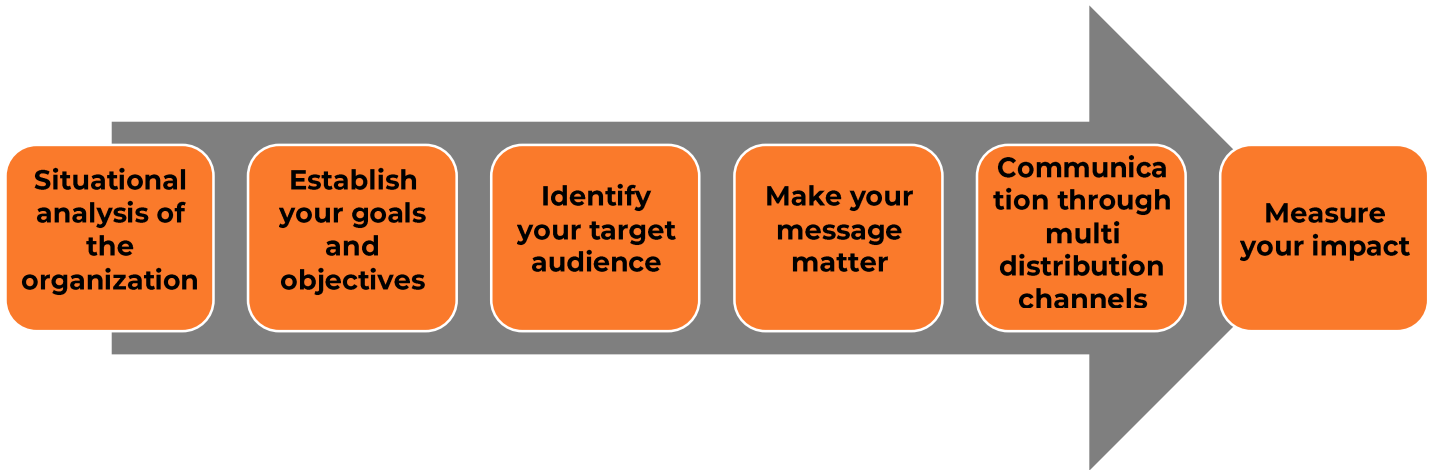 Situational
analysis of
the
organization
Establish
your goals
and
objectives
Identify
your target
audience
Make your
message
matter
Communica
tion through
multi
distribution
channels
Measure
your impact